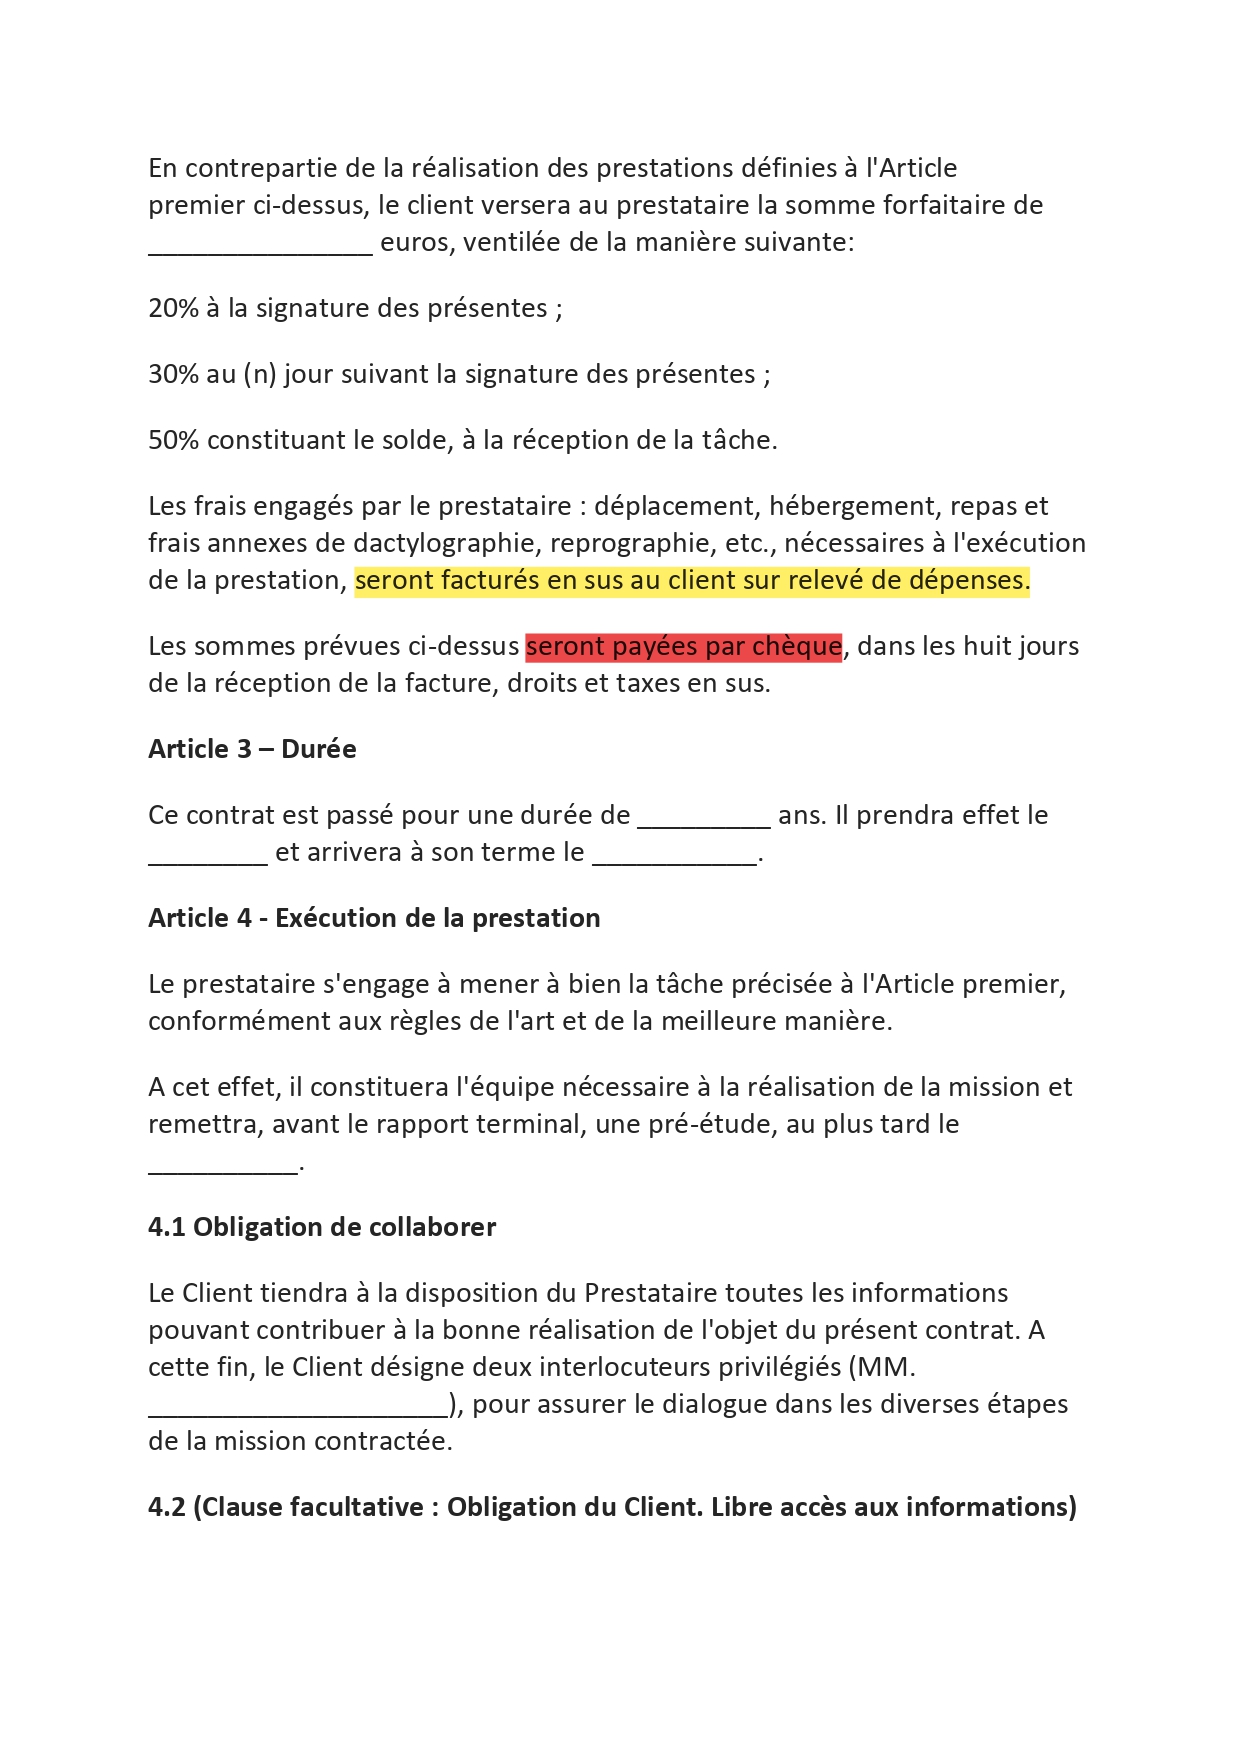 En contrepartie de la réalisation des prestations définies à l'Article
premier ci-dessus, le client versera au prestataire la somme forfaitaire de
_______________ euros, ventilée de la manière suivante:
20% à la signature des présentes ;
30% au (n) jour suivant la signature des présentes ;
50% constituant le solde, à la réception de la tâche.
Les frais engagés par le prestataire : déplacement, hébergement, repas et
frais annexes de dactylographie, reprographie, etc., nécessaires à l'exécution
de la prestation, seront facturés en sus au client sur relevé de dépenses.
Les sommes prévues ci-dessus seront payées par chèque, dans les huit jours
de la réception de la facture, droits et taxes en sus.
Article 3 – Durée
Ce contrat est passé pour une durée de _________ ans. Il prendra effet le
________ et arrivera à son terme le ___________.
Article 4 - Exécution de la prestation
Le prestataire s'engage à mener à bien la tâche précisée à l'Article premier,
conformément aux règles de l'art et de la meilleure manière.
A cet effet, il constituera l'équipe nécessaire à la réalisation de la mission et
remettra, avant le rapport terminal, une pré-étude, au plus tard le
__________.
4.1 Obligation de collaborer
Le Client tiendra à la disposition du Prestataire toutes les informations
pouvant contribuer à la bonne réalisation de l'objet du présent contrat. A
cette fin, le Client désigne deux interlocuteurs privilégiés (MM.
____________________), pour assurer le dialogue dans les diverses étapes
de la mission contractée.
4.2 (Clause facultative : Obligation du Client. Libre accès aux informations)